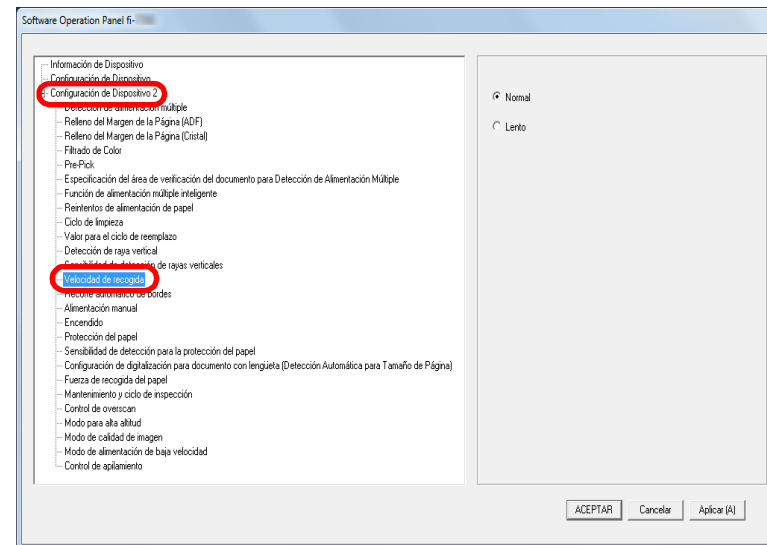 Software Operation Panel fi-
Información de Dispositivo
Configuración de Dispositivo
Configuración de Dispositivo 2
Detección de alimentación múltiple
Relleno del Margen de la Página (ADF)
Relleno del Margen de la Página (Cristal)
Filtrado de Color
Pre-Pick
Especificación del área de verificación del documento para Detección de Alimentación Múltiple
Función de alimentación múltiple inteligente
Reintentos de alimentación de papel
Ciclo de limpieza
Valor para el ciclo de reemplazo
Detección de raya vertical
Sensibilidad de detección de rayas verticales
Velocidad de recogida
Recorte automático de bordes
Alimentación manual
Encendido
Protección del papel
Sensibilidad de detección para la protección del papel
Configuración de digitalización para documento con lengüeta (Detección Automática para Tamaño de Página)
Fuerza de recogida del papel
Mantenimiento y ciclo de inspección
Control de overscan
Modo para alta altitud
Modo de calidad de imagen
Modo de alimentación de baja velocidad
Control de apilamiento
Normal
Lento
ACEPTAR
Cancelar
Aplicar (A)